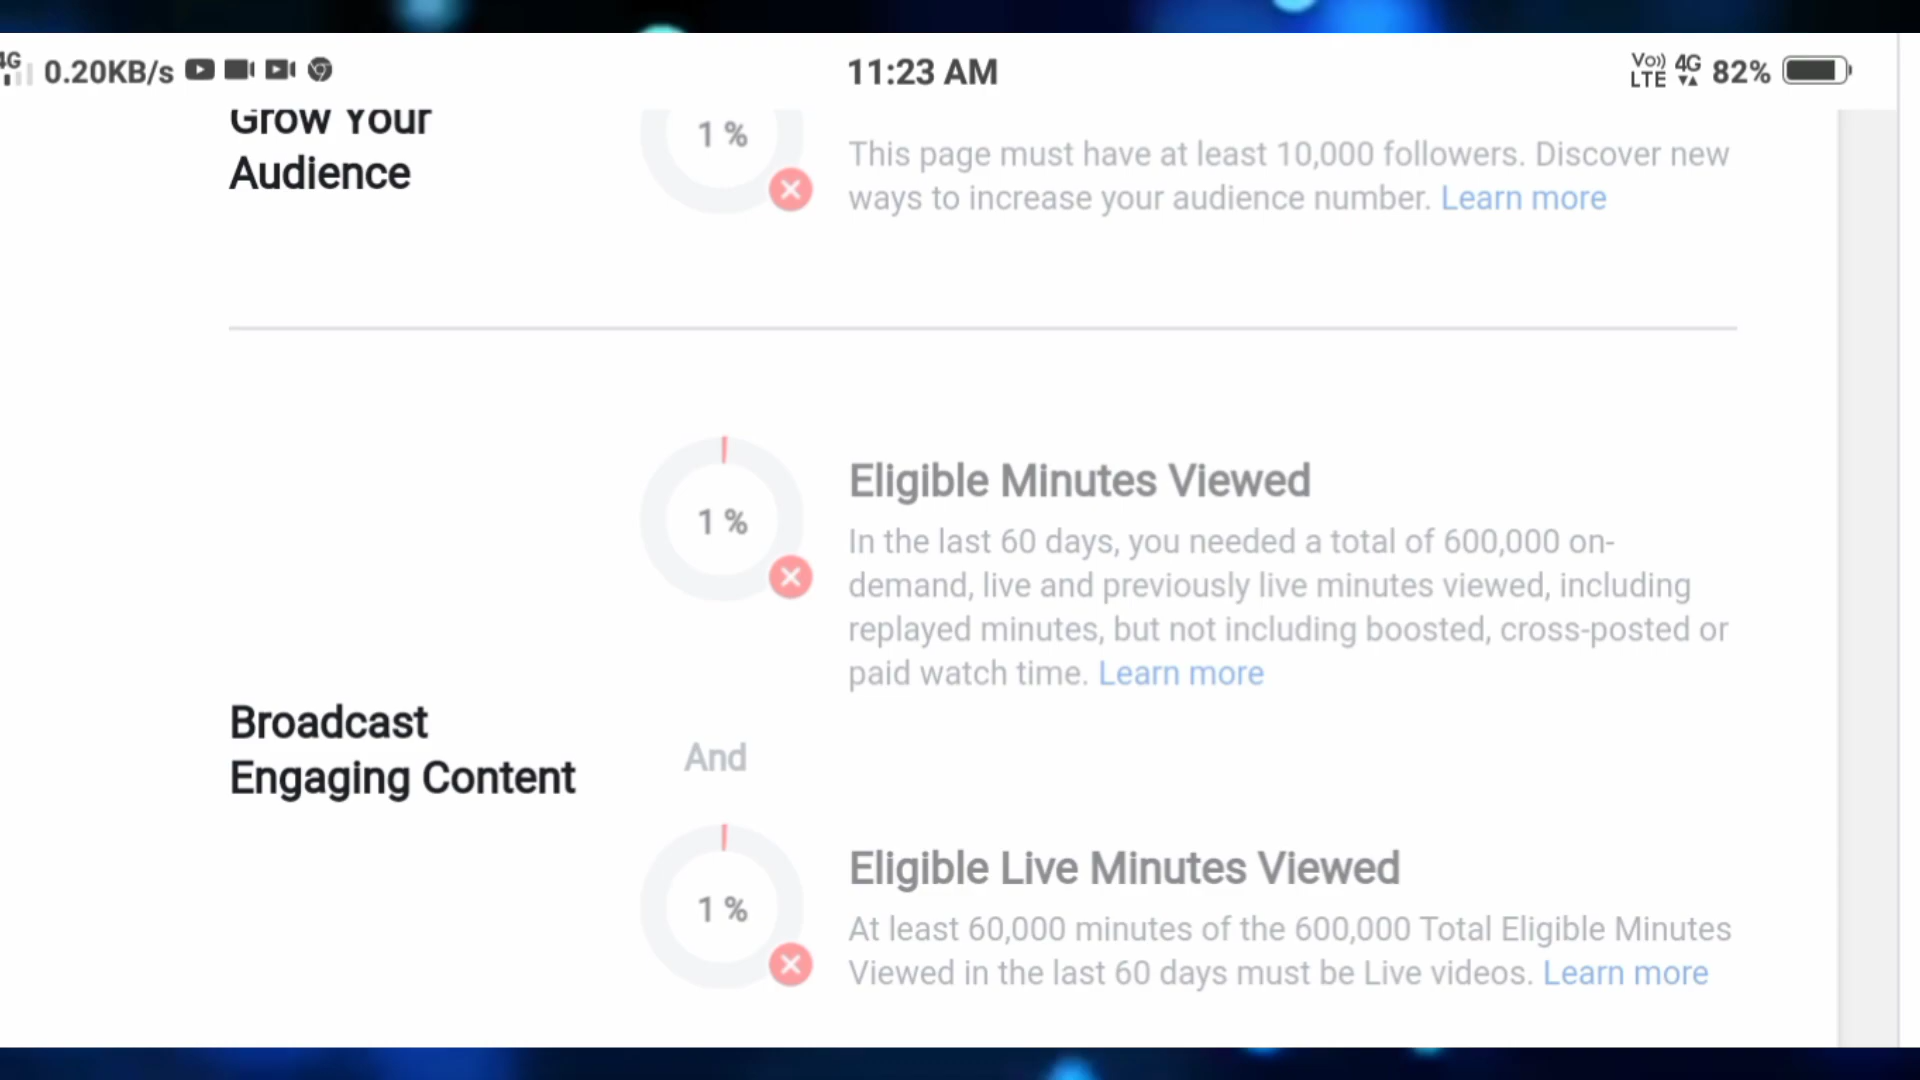 4G 0.20KB/s 11:23 AM Vo)) LTE 4G 82%
Grow Your
Audience
1 %
This page must have at least 10,000 followers. Discover new
ways to increase your audience number. Learn more
1 %
Eligible Minutes Viewed
In the last 60 days, you needed a total of 600,000 on-
demand, live and previously live minutes viewed, including
replayed minutes, but not including boosted, cross-posted or
paid watch time. Learn more
Broadcast
Engaging Content
And
1 %
Eligible Live Minutes Viewed
At least 60,000 minutes of the 600,000 Total Eligible Minutes
Viewed in the last 60 days must be Live videos. Learn more